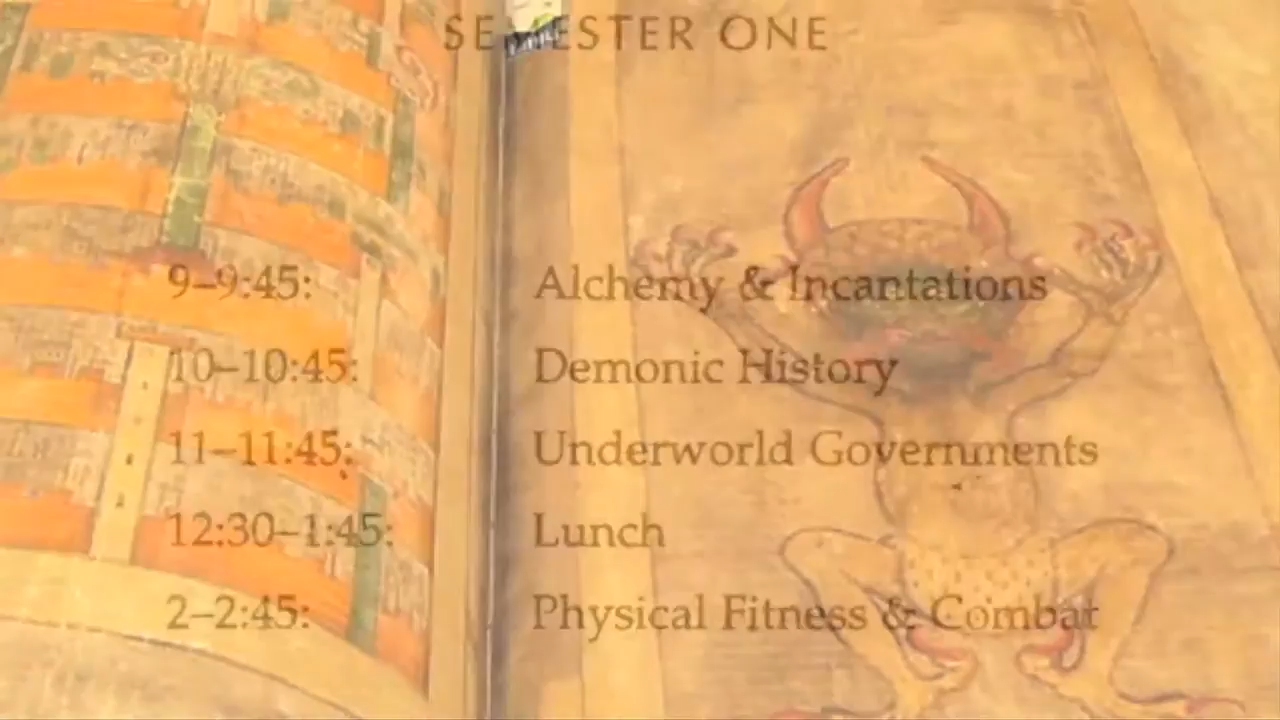 SEMESTER ONE
9–9:45: Alchemy & Incantations
10–10:45: Demonic History
11–11:45: Underworld Governments
12:30–1:45: Lunch
2–2:45: Physical Fitness & Combat